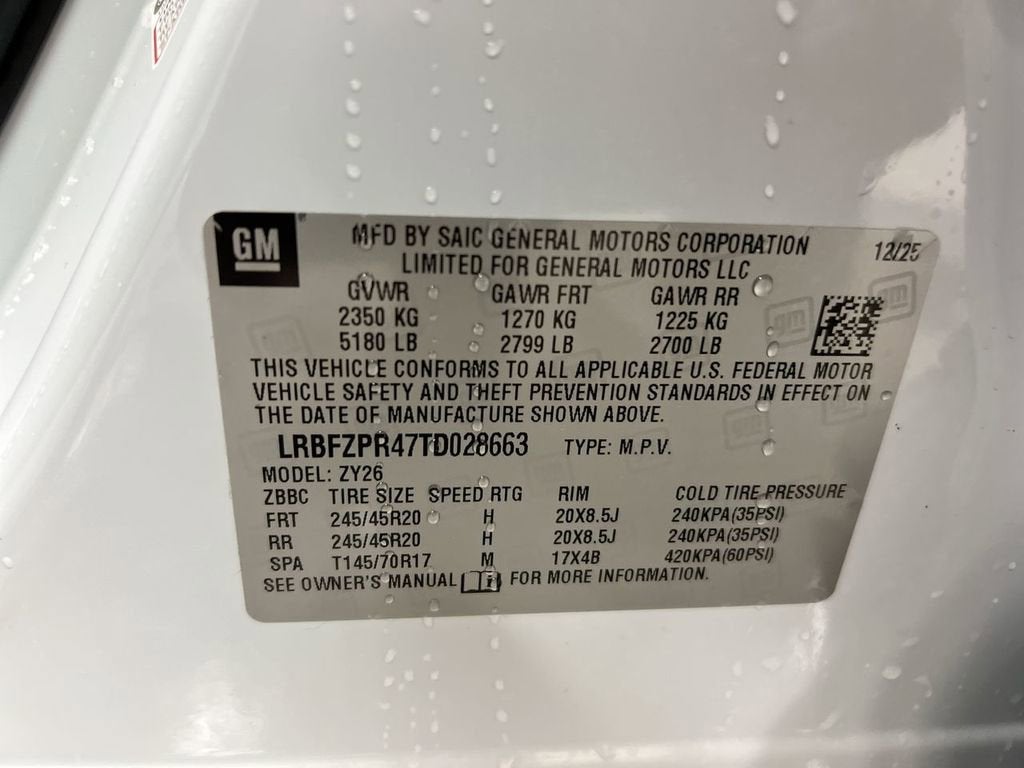 GM
MFD BY SAIC GENERAL MOTORS CORPORATION
LIMITED FOR GENERAL MOTORS LLC
12/25
GVWR GAWR FRT GAWR RR
2350 KG 1270 KG 1225 KG
5180 LB 2799 LB 2700 LB
THIS VEHICLE CONFORMS TO ALL APPLICABLE U.S. FEDERAL MOTOR
VEHICLE SAFETY AND THEFT PREVENTION STANDARDS IN EFFECT ON
THE DATE OF MANUFACTURE SHOWN ABOVE.
LRBFZPR47TD028663 TYPE: M.P.V.
MODEL: ZY26
ZBBC TIRE SIZE SPEED RTG RIM COLD TIRE PRESSURE
FRT 245/45R20 H 20X8.5J 240KPA(35PSI)
RR 245/45R20 H 20X8.5J 240KPA(35PSI)
SPA T145/70R17 M 17X4B 420KPA(60PSI)
SEE OWNER'S MANUAL FOR MORE INFORMATION.